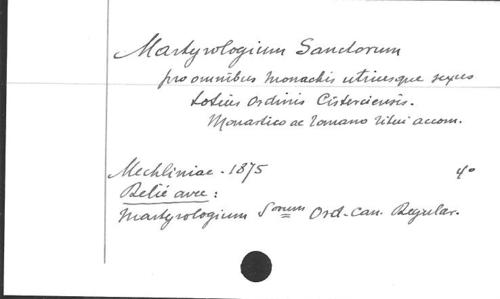 Martyrologium Sanctorum
pro omnibus monachis utriusque sexus
totius ordinis Cisterciensis.
Monastico ac romano ritui accom.
Mechliniae - 1875 4º
Relié avec :
Martyrologium Sorum Ord. Can. Regular.